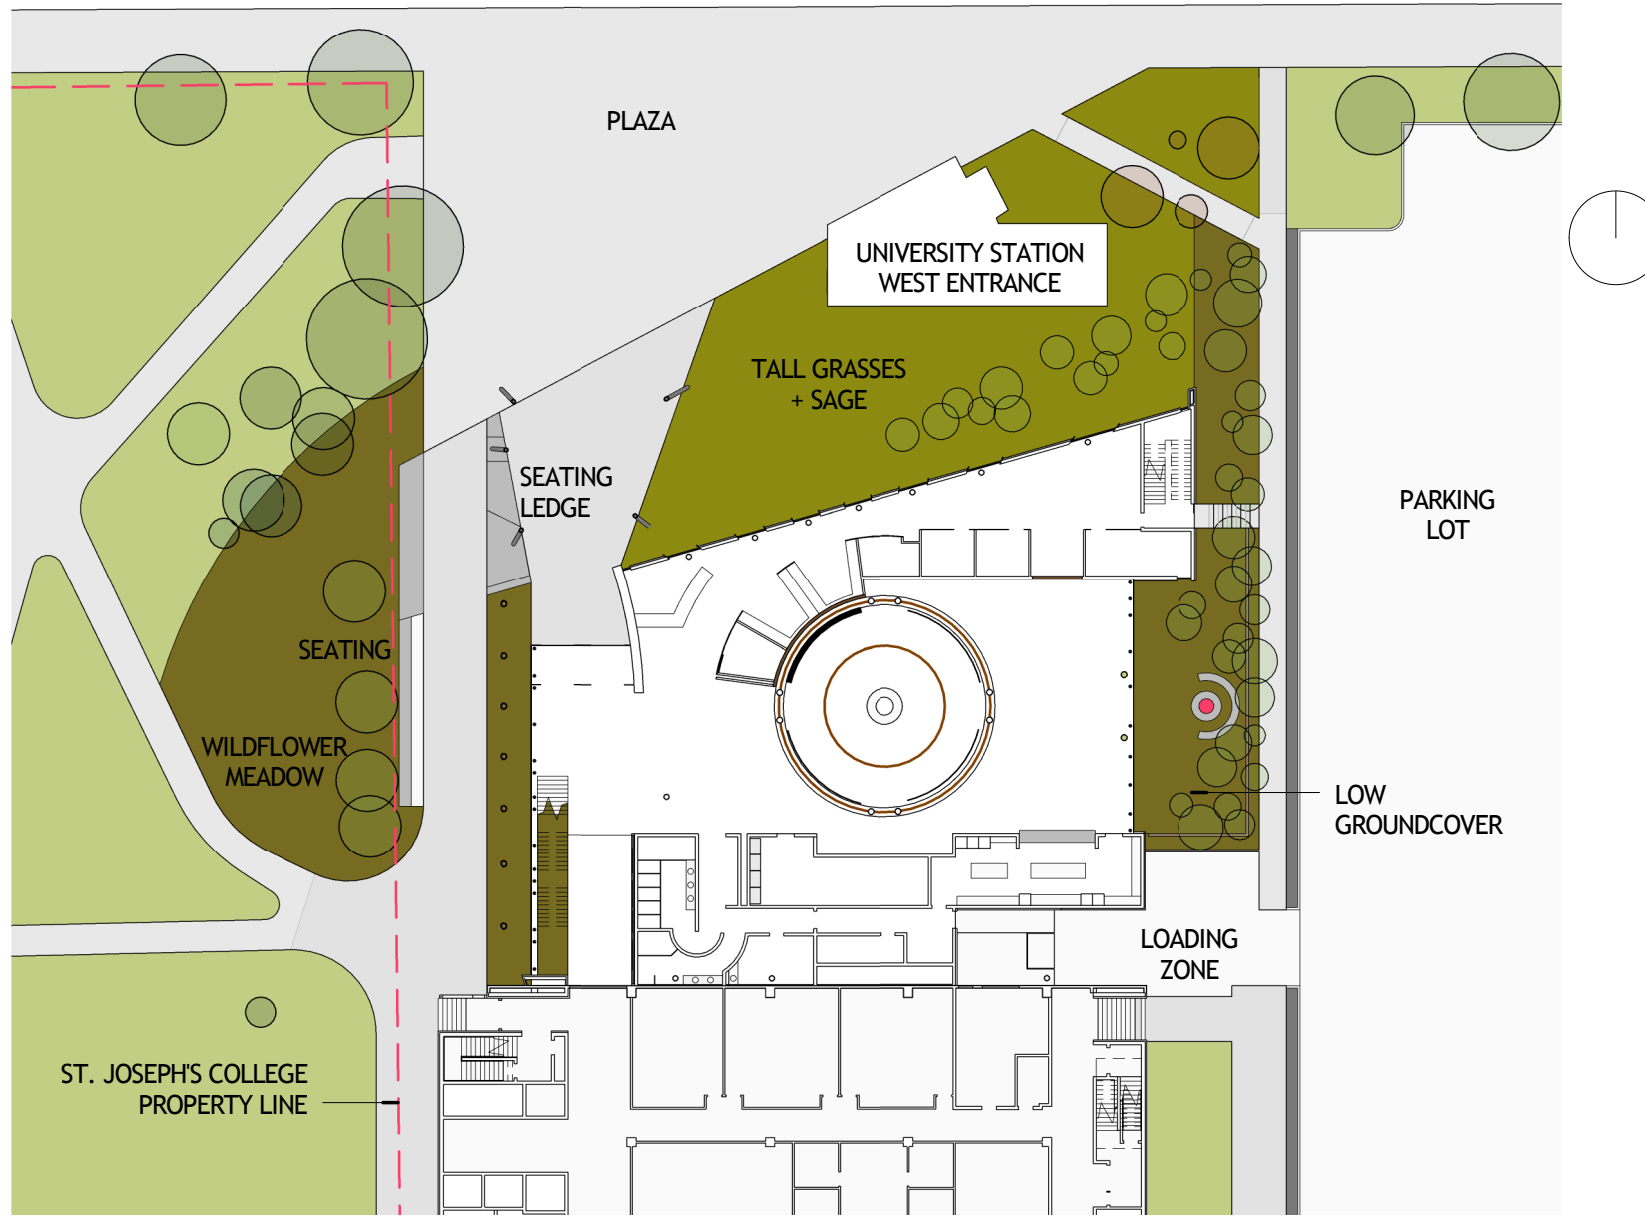 PLAZA
UNIVERSITY STATION
WEST ENTRANCE
TALL GRASSES
+ SAGE
SEATING
LEDGE
PARKING
LOT
SEATING
WILDFLOWER
MEADOW
LOW
GROUNDCOVER
LOADING
ZONE
ST. JOSEPH'S COLLEGE
PROPERTY LINE